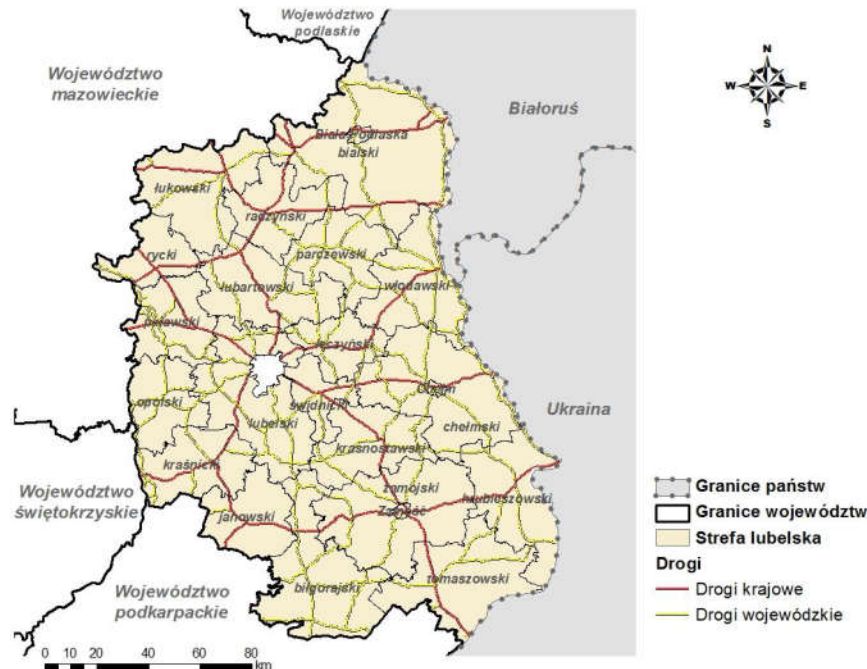 Województwo
podlaskie
Województwo
mazowieckie
N
W E
S
Białoruś
Biała Podlaska
bialski
łukowski
radzyński
rycki
parczewski
lubartowski
włodawski
puławski
łęczyński
Chełm
opolski
świdnicki
lubelski
chełmski
Ukraina
krasnostawski
kraśnicki
zamojski
hrubieszowski
Województwo
świętokrzyskie
Zamość
janowski
tomaszowski
biłgorajski
Województwo
podkarpackie
Granice państw
Granice województw
Strefa lubelska
Drogi
Drogi krajowe
Drogi wojewódzkie
0 10 20 40 60 80
km